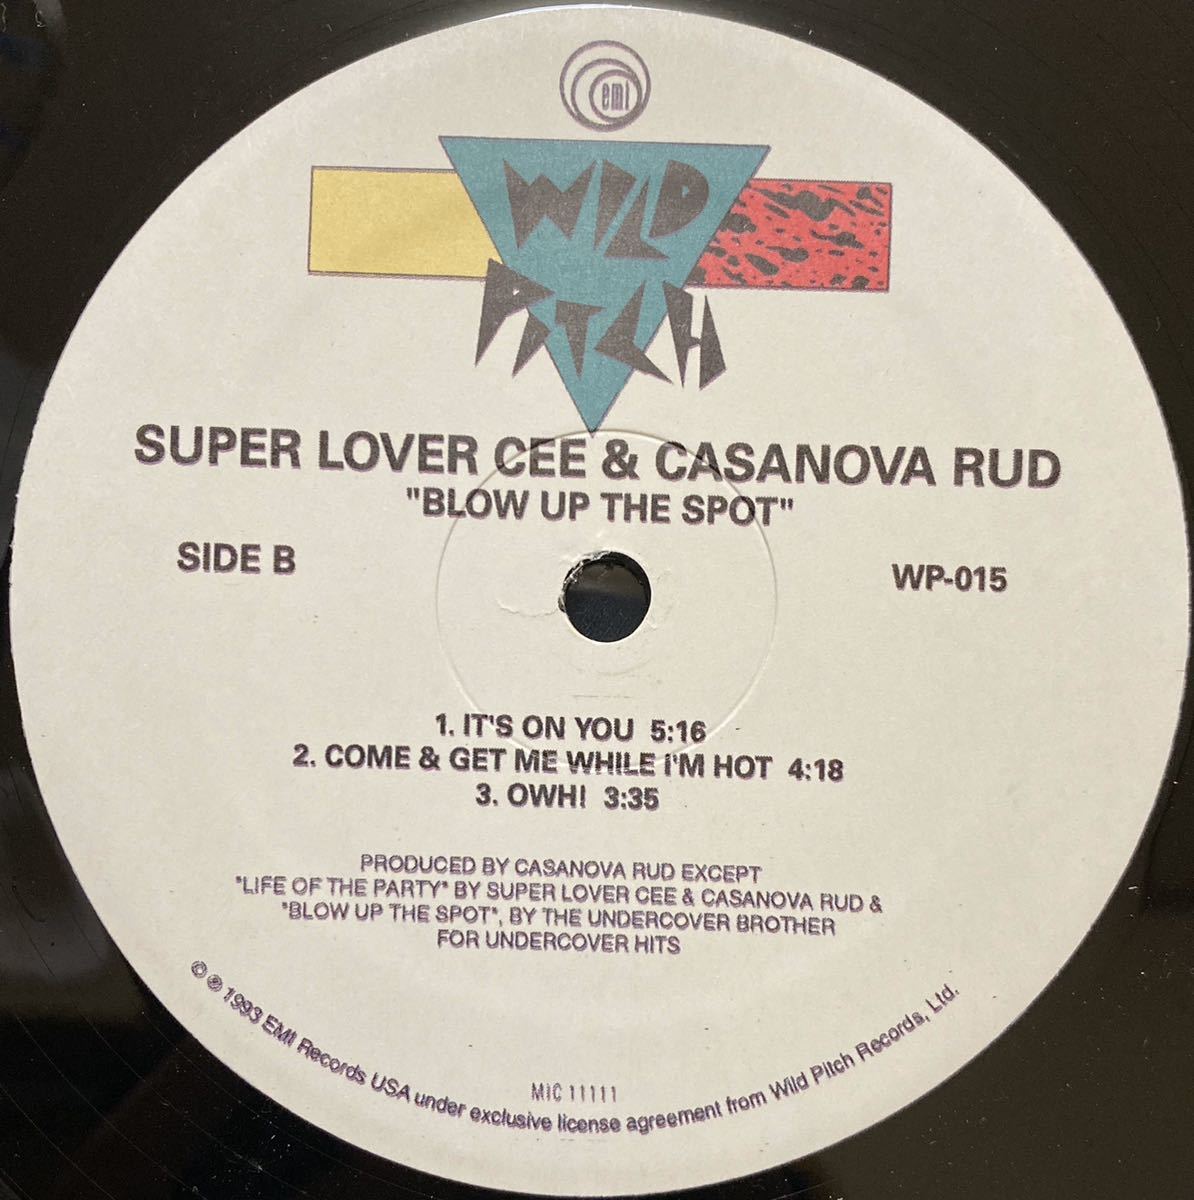 emi
WILD
PITCH
SUPER LOVER CEE & CASANOVA RUD
"BLOW UP THE SPOT"
SIDE B
WP-015
1. IT'S ON YOU 5:16
2. COME & GET ME WHILE I'M HOT 4:18
3. OWH! 3:35
PRODUCED BY CASANOVA RUD EXCEPT
"LIFE OF THE PARTY" BY SUPER LOVER CEE & CASANOVA RUD &
"BLOW UP THE SPOT", BY THE UNDERCOVER BROTHER
FOR UNDERCOVER HITS
© ℗ 1993 EMI Records USA under exclusive license agreement from Wild Pitch Records, Ltd.
MIC 11111